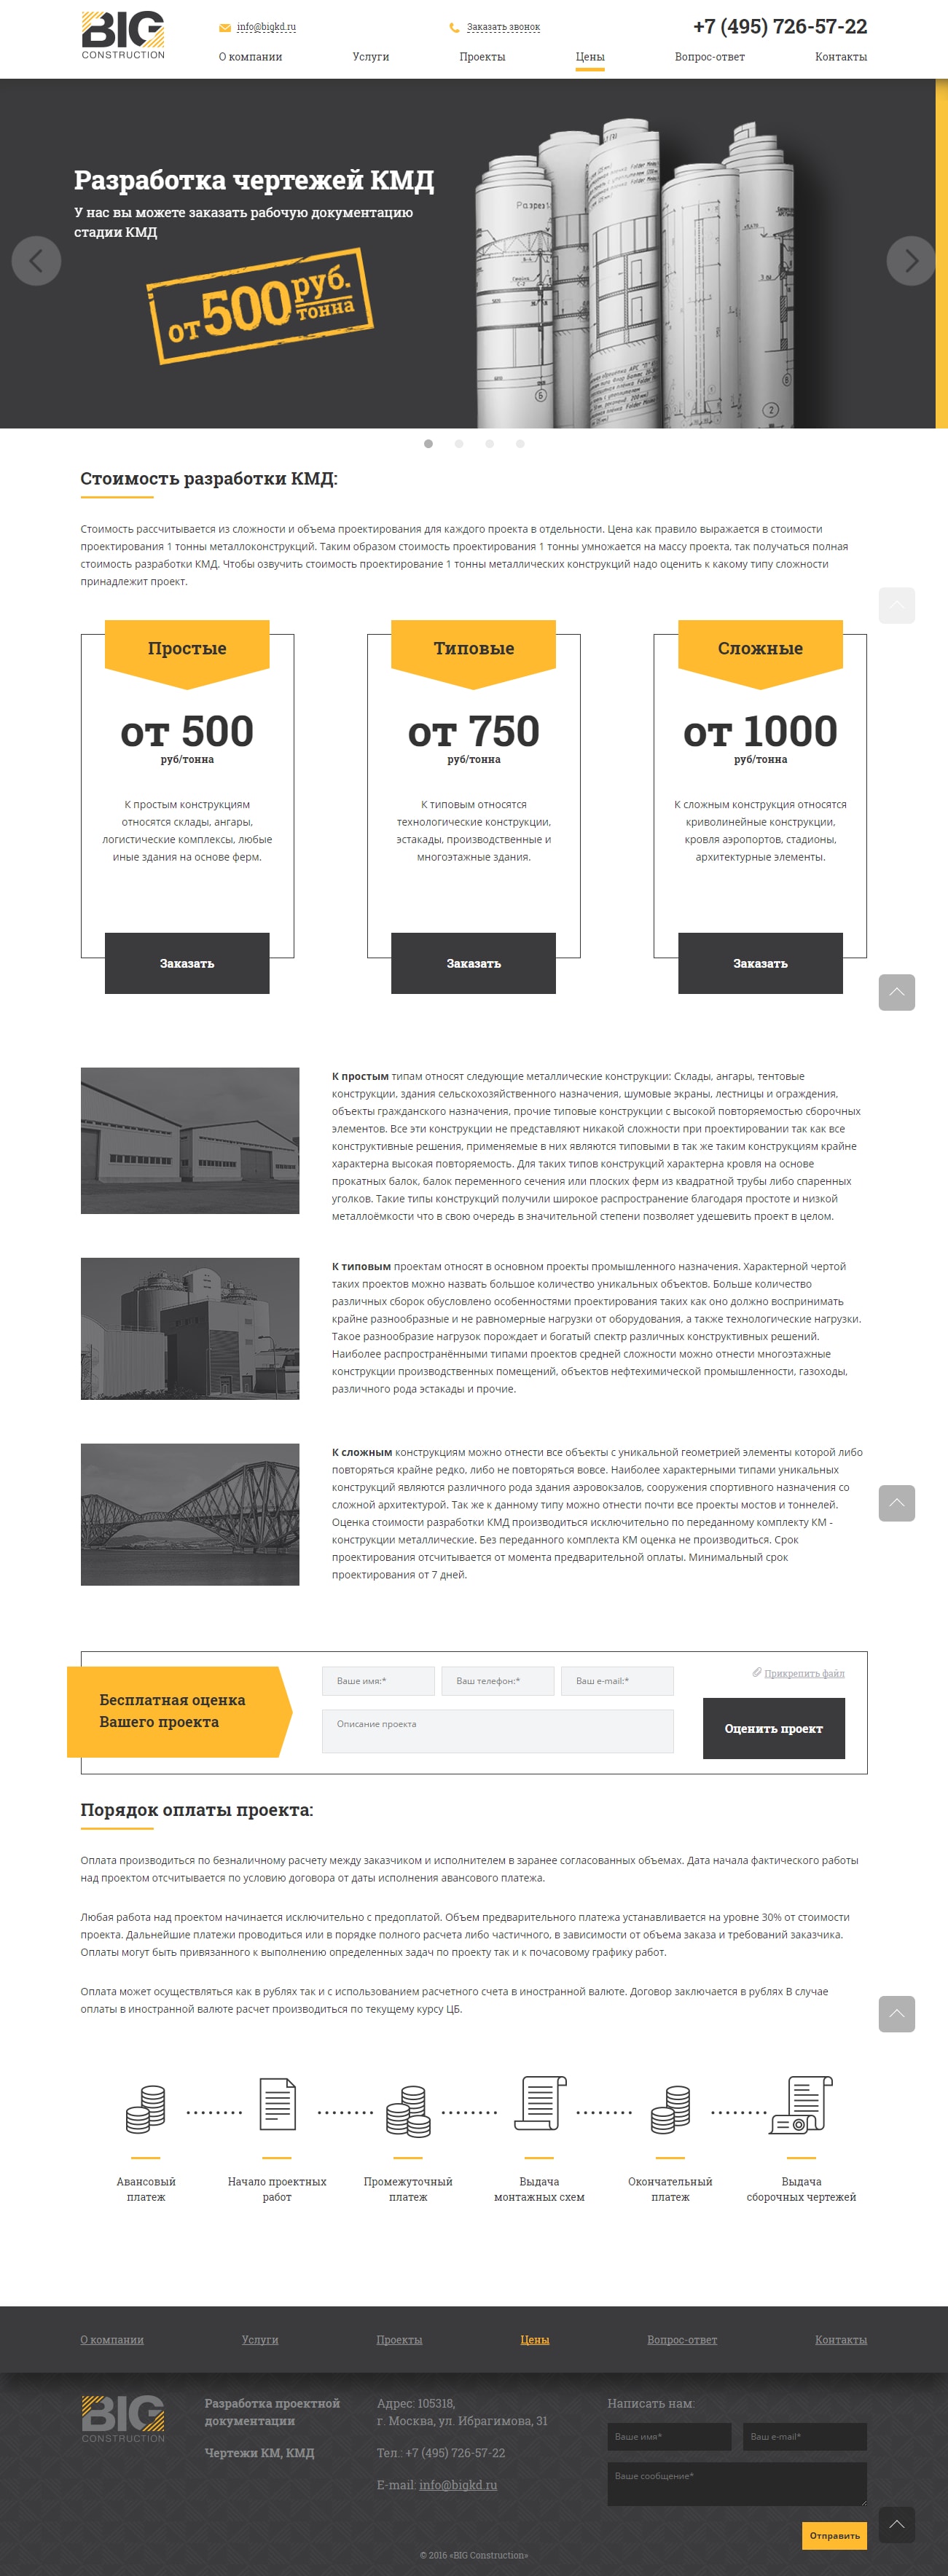 BIG
CONSTRUCTION
info@bigkd.ru
Заказать звонок
+7 (495) 726-57-22
О компании
Услуги
Проекты
Цены
Вопрос-ответ
Контакты
Разработка чертежей КМД
У нас вы можете заказать рабочую документацию
стадии КМД
от 500 руб.
тонна
Разрез
Стоимость разработки КМД:
Стоимость рассчитывается из сложности и объема проектирования для каждого проекта в отдельности. Цена как правило выражается в стоимости
проектирования 1 тонны металлоконструкций. Таким образом стоимость проектирования 1 тонны умножается на массу проекта, так получаться полная
стоимость разработки КМД. Чтобы озвучить стоимость проектирование 1 тонны металлических конструкций надо оценить к какому типу сложности
принадлежит проект.
Простые
от 500
руб/тонна
К простым конструкциям
относятся склады, ангары,
логистические комплексы, любые
иные здания на основе ферм.
Заказать
Типовые
от 750
руб/тонна
К типовым относятся
технологические конструкции,
эстакады, производственные и
многоэтажные здания.
Заказать
Сложные
от 1000
руб/тонна
К сложным конструкция относятся
криволинейные конструкции,
кровля аэропортов, стадионы,
архитектурные элементы.
Заказать
К простым типам относят следующие металлические конструкции: Склады, ангары, тентовые
конструкции, здания сельскохозяйственного назначения, шумовые экраны, лестницы и ограждения,
объекты гражданского назначения, прочие типовые конструкции с высокой повторяемостью сборочных
элементов. Все эти конструкции не представляют никакой сложности при проектировании так как все
конструктивные решения, применяемые в них являются типовыми в так же таким конструкциям крайне
характерна высокая повторяемость. Для таких типов конструкций характерна кровля на основе
прокатных балок, балок переменного сечения или плоских ферм из квадратной трубы либо спаренных
уголков. Такие типы конструкций получили широкое распространение благодаря простоте и низкой
металлоёмкости что в свою очередь в значительной степени позволяет удешевить проект в целом.
К типовым проектам относят в основном проекты промышленного назначения. Характерной чертой
таких проектов можно назвать большое количество уникальных объектов. Больше количество
различных сборок обусловлено особенностями проектирования таких как оно должно воспринимать
крайне разнообразные и не равномерные нагрузки от оборудования, а также технологические нагрузки.
Такое разнообразие нагрузок порождает и богатый спектр различных конструктивных решений.
Наиболее распространёнными типами проектов средней сложности можно отнести многоэтажные
конструкции производственных помещений, объектов нефтехимической промышленности, газоходы,
различного рода эстакады и прочие.
К сложным конструкциям можно отнести все объекты с уникальной геометрией элементы которой либо
повторяться крайне редко, либо не повторяться вовсе. Наиболее характерными типами уникальных
конструкций являются различного рода здания аэровокзалов, сооружения спортивного назначения со
сложной архитектурой. Так же к данному типу можно отнести почти все проекты мостов и тоннелей.
Оценка стоимости разработки КМД производиться исключительно по переданному комплекту КМ -
конструкции металлические. Без переданного комплекта КМ оценка не производиться. Срок
проектирования отсчитывается от момента предварительной оплаты. Минимальный срок
проектирования от 7 дней.
Бесплатная оценка
Вашего проекта
Ваше имя:*
Ваш телефон:*
Ваш e-mail:*
Описание проекта
Прикрепить файл
Оценить проект
Порядок оплаты проекта:
Оплата производиться по безналичному расчету между заказчиком и исполнителем в заранее согласованных объемах. Дата начала фактического работы
над проектом отсчитывается по условию договора от даты исполнения авансового платежа.
Любая работа над проектом начинается исключительно с предоплатой. Объем предварительного платежа устанавливается на уровне 30% от стоимости
проекта. Дальнейшие платежи проводиться или в порядке полного расчета либо частичного, в зависимости от объема заказа и требований заказчика.
Оплаты могут быть привязанного к выполнению определенных задач по проекту так и к почасовому графику работ.
Оплата может осуществляться как в рублях так и с использованием расчетного счета в иностранной валюте. Договор заключается в рублях В случае
оплаты в иностранной валюте расчет производиться по текущему курсу ЦБ.
Авансовый
платеж
Начало проектных
работ
Промежуточный
платеж
Выдача
монтажных схем
Окончательный
платеж
Выдача
сборочных чертежей
О компании
Услуги
Проекты
Цены
Вопрос-ответ
Контакты
BIG
CONSTRUCTION
Разработка проектной
документации
Чертежи КМ, КМД
Адрес: 105318,
г. Москва, ул. Ибрагимова, 31
Тел.: +7 (495) 726-57-22
E-mail: info@bigkd.ru
Написать нам:
Ваше имя*
Ваш e-mail*
Ваше сообщение*
Отправить
© 2016 «BIG Construction»